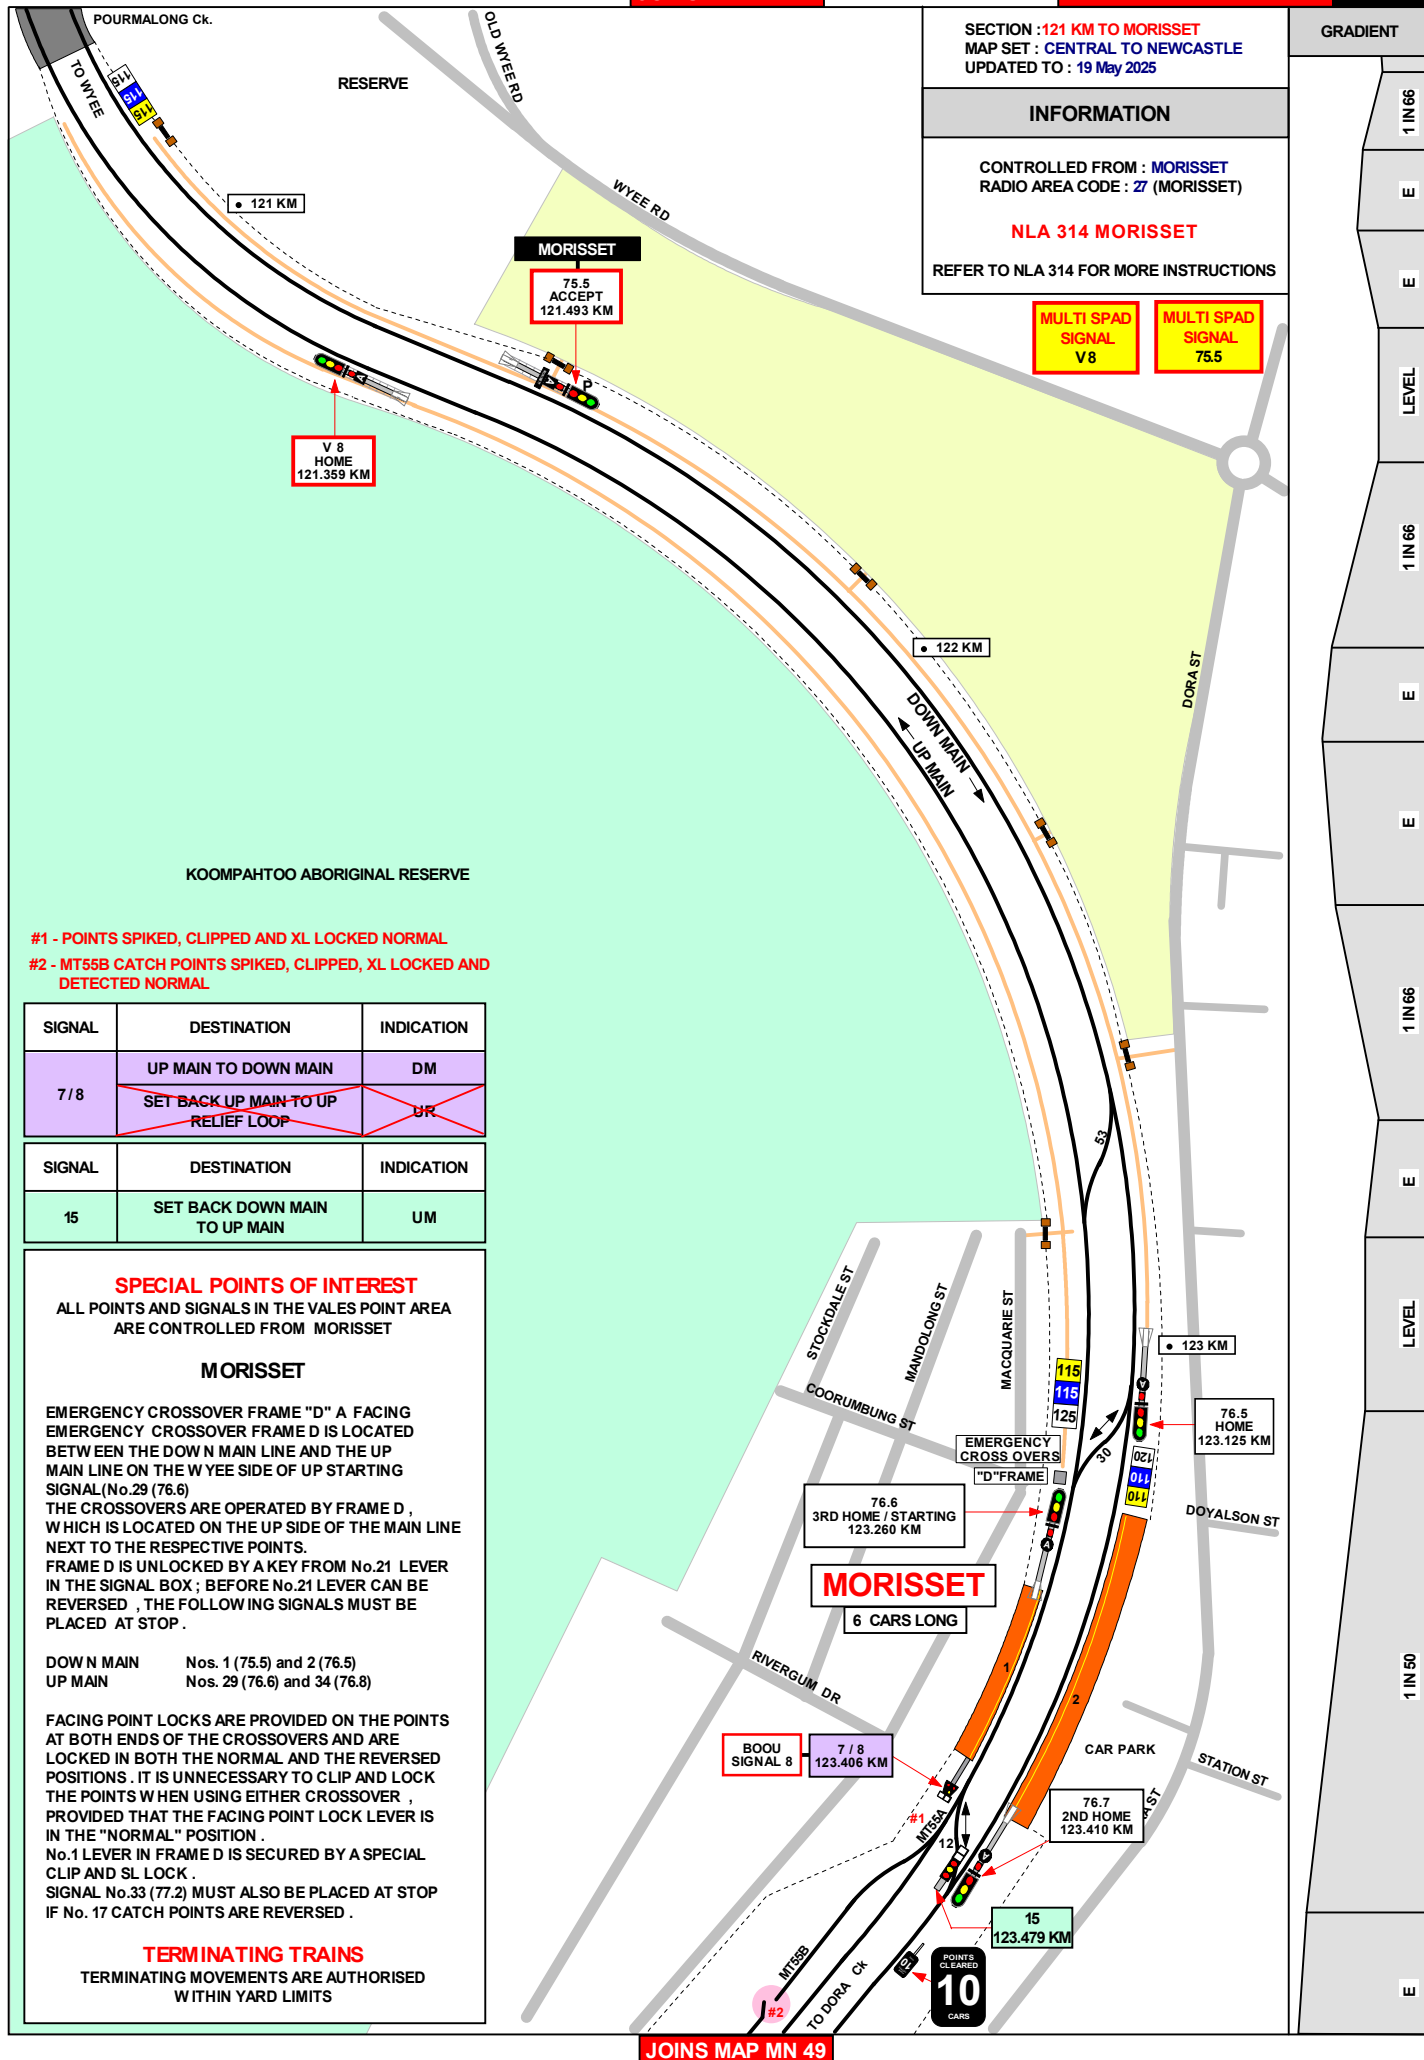 POURMALONG Ck.
TO WYEE
115
115
115
RESERVE
OLD WYEE RD
SECTION :121 KM TO MORISSET
MAP SET : CENTRAL TO NEWCASTLE
UPDATED TO : 19 May 2025
INFORMATION
CONTROLLED FROM : MORISSET
RADIO AREA CODE : 27 (MORISSET)
NLA 314 MORISSET
REFER TO NLA 314 FOR MORE INSTRUCTIONS
MULTI SPAD
SIGNAL
V 8
MULTI SPAD
SIGNAL
75.5
GRADIENT
1 IN 66
E
E
LEVEL
1 IN 66
E
E
1 IN 66
E
LEVEL
1 IN 50
E
121 KM
WYEE RD
MORISSET
75.5
ACCEPT
121.493 KM
P
A
A
V 8
HOME
121.359 KM
122 KM
DORA ST
DOWN MAIN
UP MAIN
KOOMPAHTOO ABORIGINAL RESERVE
#1 - POINTS SPIKED, CLIPPED AND XL LOCKED NORMAL
#2 - MT55B CATCH POINTS SPIKED, CLIPPED, XL LOCKED AND
DETECTED NORMAL
SIGNAL DESTINATION INDICATION
7 / 8 UP MAIN TO DOWN MAIN DM
SET BACK UP MAIN TO UP
RELIEF LOOP UR
SIGNAL DESTINATION INDICATION
15 SET BACK DOWN MAIN
TO UP MAIN UM
SPECIAL POINTS OF INTEREST
ALL POINTS AND SIGNALS IN THE VALES POINT AREA
ARE CONTROLLED FROM MORISSET
MORISSET
EMERGENCY CROSSOVER FRAME "D" A FACING
EMERGENCY CROSSOVER FRAME D IS LOCATED
BETWEEN THE DOWN MAIN LINE AND THE UP
MAIN LINE ON THE WYEE SIDE OF UP STARTING
SIGNAL(No.29 (76.6)
THE CROSSOVERS ARE OPERATED BY FRAME D ,
WHICH IS LOCATED ON THE UP SIDE OF THE MAIN LINE
NEXT TO THE RESPECTIVE POINTS.
FRAME D IS UNLOCKED BY A KEY FROM No.21 LEVER
IN THE SIGNAL BOX ; BEFORE No.21 LEVER CAN BE
REVERSED , THE FOLLOWING SIGNALS MUST BE
PLACED AT STOP .
DOWN MAIN Nos. 1 (75.5) and 2 (76.5)
UP MAIN Nos. 29 (76.6) and 34 (76.8)
FACING POINT LOCKS ARE PROVIDED ON THE POINTS
AT BOTH ENDS OF THE CROSSOVERS AND ARE
LOCKED IN BOTH THE NORMAL AND THE REVERSED
POSITIONS . IT IS UNNECESSARY TO CLIP AND LOCK
THE POINTS WHEN USING EITHER CROSSOVER ,
PROVIDED THAT THE FACING POINT LOCK LEVER IS
IN THE "NORMAL" POSITION .
No.1 LEVER IN FRAME D IS SECURED BY A SPECIAL
CLIP AND SL LOCK .
SIGNAL No.33 (77.2) MUST ALSO BE PLACED AT STOP
IF No. 17 CATCH POINTS ARE REVERSED .
TERMINATING TRAINS
TERMINATING MOVEMENTS ARE AUTHORISED
WITHIN YARD LIMITS
53
STOCKDALE ST
MANDOLONG ST
MACQUARIE ST
COORUMBUNG ST
123 KM
115
115
125
A
76.5
HOME
123.125 KM
30
120
110
110
EMERGENCY
CROSS OVERS
"D"FRAME
DOYALSON ST
76.6
3RD HOME / STARTING
123.260 KM
A
MORISSET
6 CARS LONG
1
2
RIVERGUM DR
BOOU
SIGNAL 8
7 / 8
123.406 KM
CAR PARK
STATION ST
76.7
2ND HOME
123.410 KM
#1
MT55A
12
A
15
123.479 KM
MT55B
#2
TO DORA Ck
10
POINTS
CLEARED
10
CARS
JOINS MAP MN 49